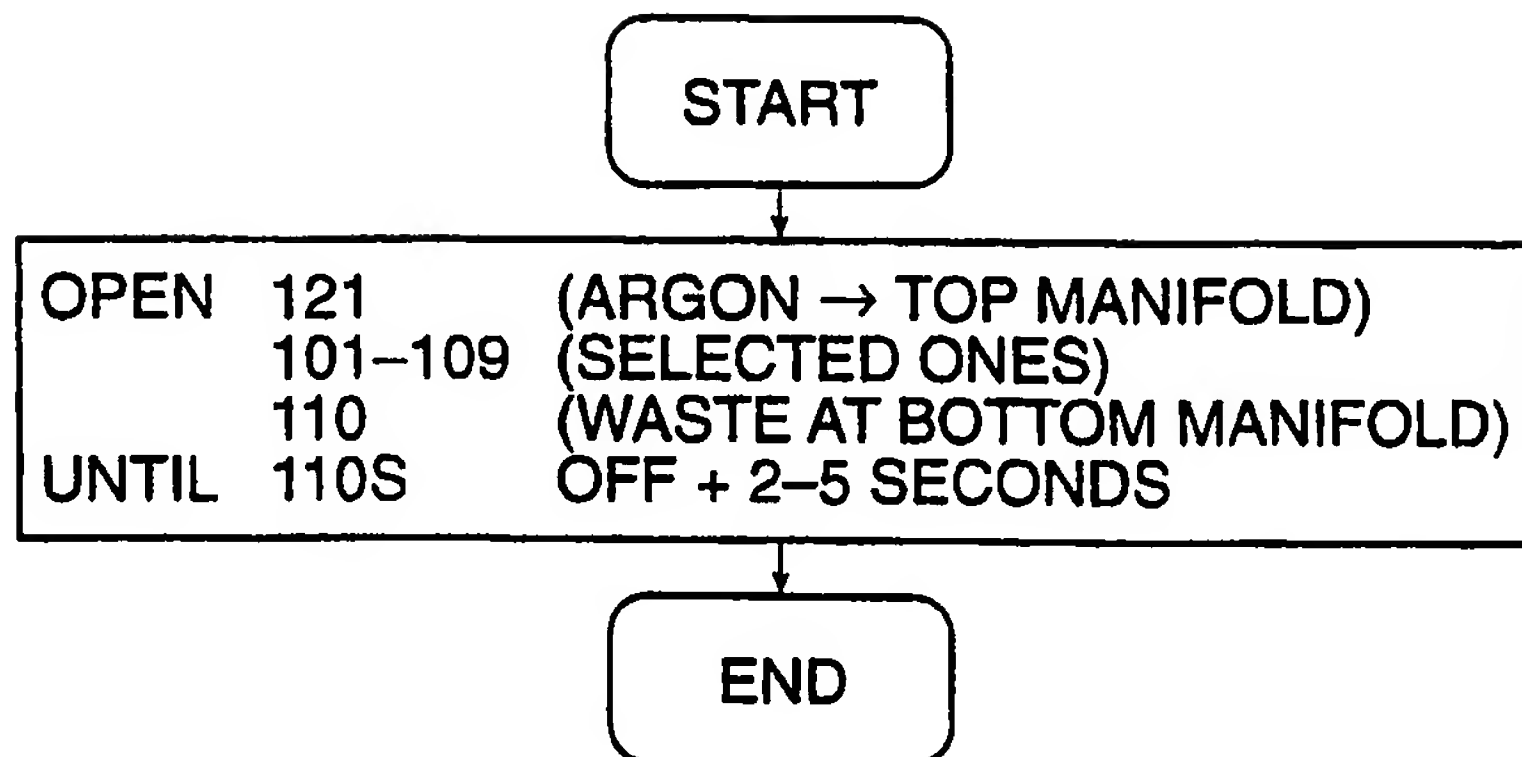 START
OPEN 121 (ARGON → TOP MANIFOLD)
101–109 (SELECTED ONES)
110 (WASTE AT BOTTOM MANIFOLD)
UNTIL 110S OFF + 2–5 SECONDS
END